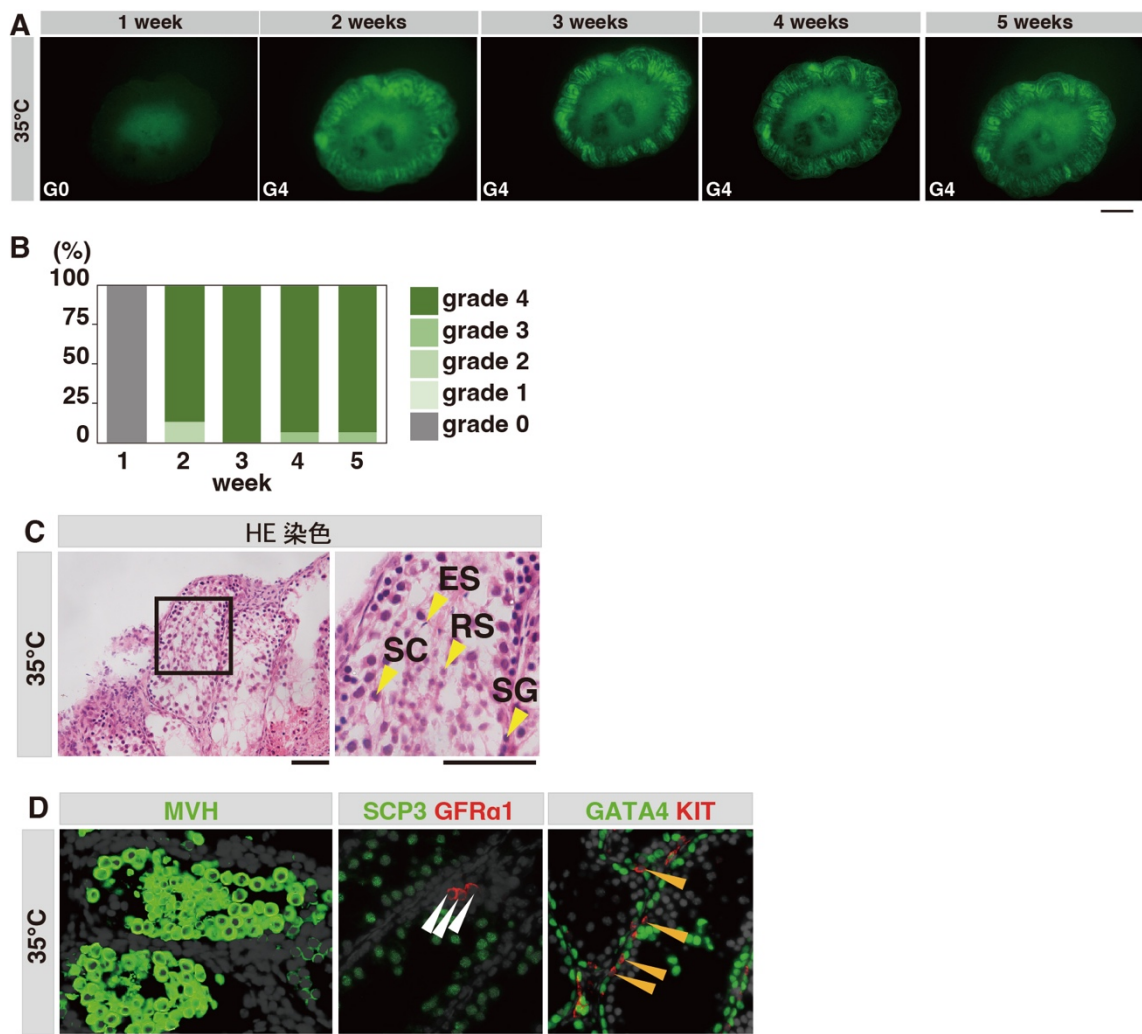 A
1 week 2 weeks 3 weeks 4 weeks 5 weeks
35°C
G0 G4 G4 G4 G4
B
(%)
100
75
50
25
0
1 2 3 4 5
week
grade 4
grade 3
grade 2
grade 1
grade 0
C
HE 染色
35°C
ES
RS
SC
SG
D
MVH SCP3 GFRα1 GATA4 KIT
35°C